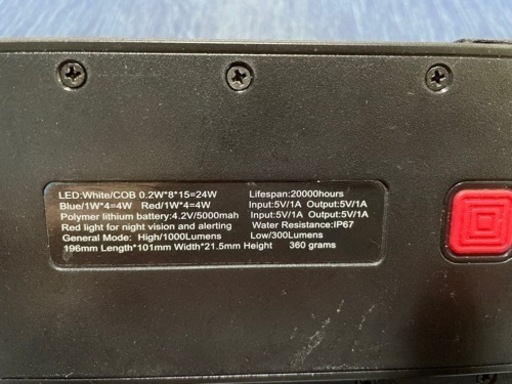 LED:White/COB 0.2W*8*15=24W Lifespan:20000hours
Blue/1W*4=4W Red/1W*4=4W Input:5V/1A Output:5V/1A
Polymer lithium battery:4.2V/5000mah Input:5V/1A Output:5V/1A
Red light for night vision and alerting Water Resistance:IP67
General Mode: High/1000Lumens Low/300Lumens
196mm Length*101mm Width*21.5mm Height 360 grams